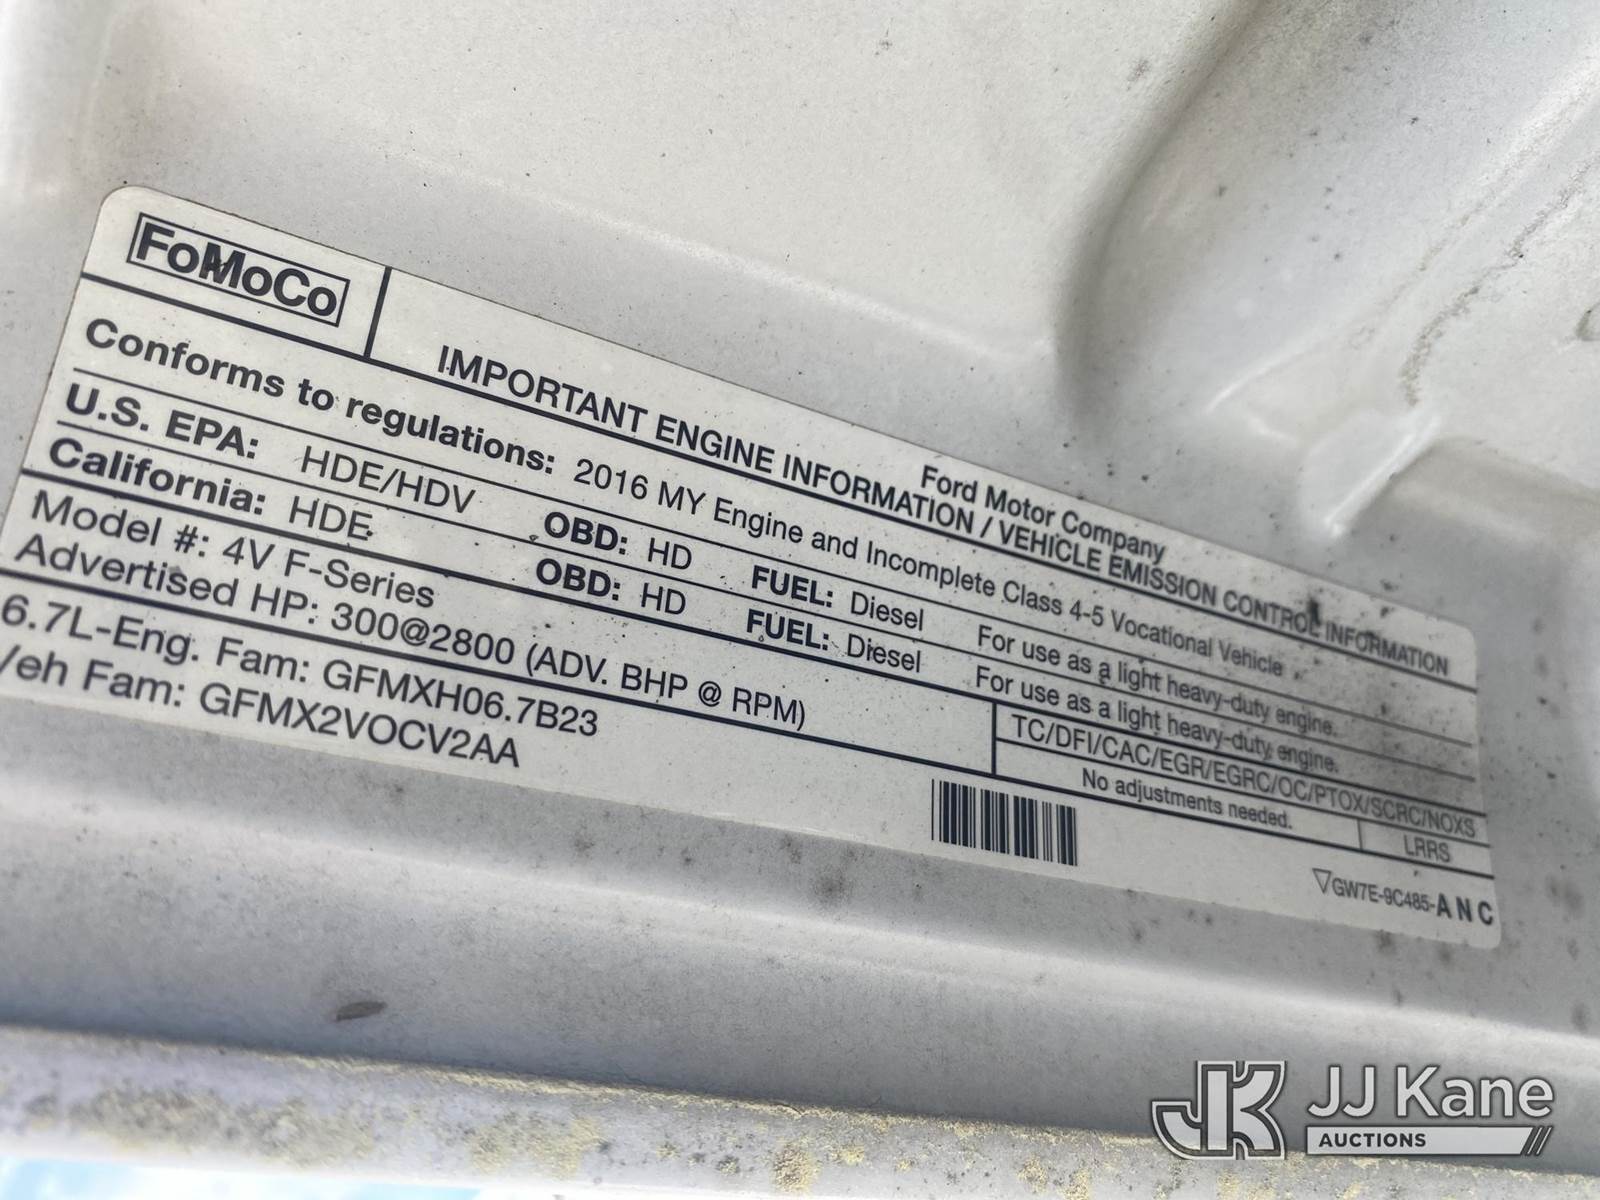 FoMoCo
Ford Motor Company
IMPORTANT ENGINE INFORMATION / VEHICLE EMISSION CONTROL INFORMATION
Conforms to regulations: 2016 MY Engine and Incomplete Class 4-5 Vocational Vehicle
U.S. EPA: HDE/HDV OBD: HD FUEL: Diesel For use as a light heavy-duty engine.
California: HDE OBD: HD FUEL: Diesel For use as a light heavy-duty engine.
Model #: 4V F-Series
Advertised HP: 300@2800 (ADV. BHP @ RPM)
TC/DFI/CAC/EGR/EGRC/OC/PTOX/SCRC/NOXS
No adjustments needed. LRRS
6.7L-Eng. Fam: GFMXH06.7B23
Veh Fam: GFMX2VOCV2AA
GW7E-9C485-ANC
JK JJ Kane
AUCTIONS